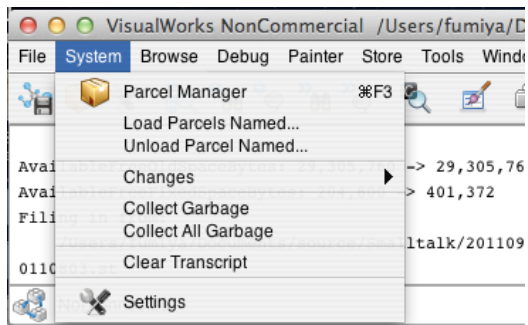 VisualWorks NonCommercial /Users/fumiya/D
File System Browse Debug Painter Store Tools Windo
Parcel Manager ⌘F3
Load Parcels Named...
Unload Parcel Named...
Avai -> 29,305,76
Changes
Avai > 401,372
Collect Garbage
Fili
Collect All Garbage
ltalk/201109
Clear Transcript
0110
Settings